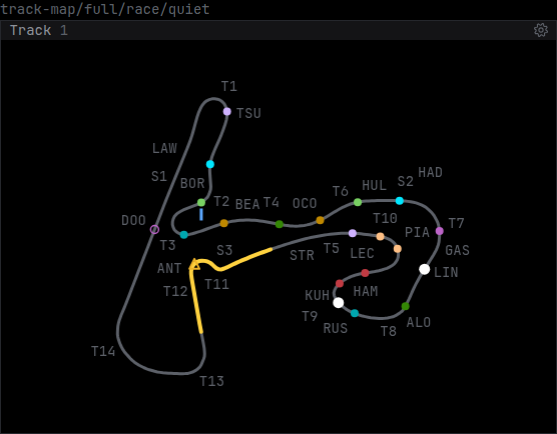 track-map/full/race/quiet
Track 1
T1
TSU
LAW
S1
BOR
T2
BEA
T4
OCO
T6
HUL
S2
HAD
DOO
T3
S3
T5
T10
PIA
T7
GAS
ANT
STR
LEC
LIN
T12
T11
KUH
HAM
T9
RUS
T8
ALO
T14
T13